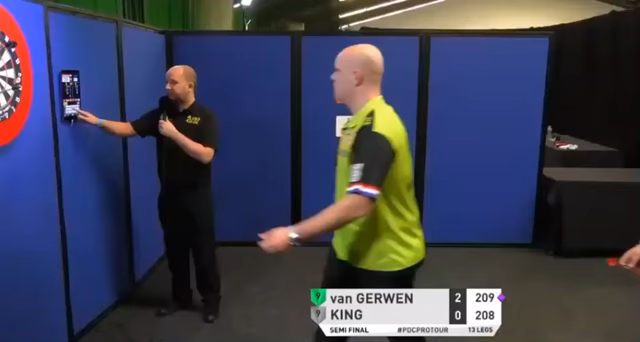 9 van GERWEN 2 209
9 KING 0 208
SEMI FINAL #PDCPROTOUR 13 LEGS